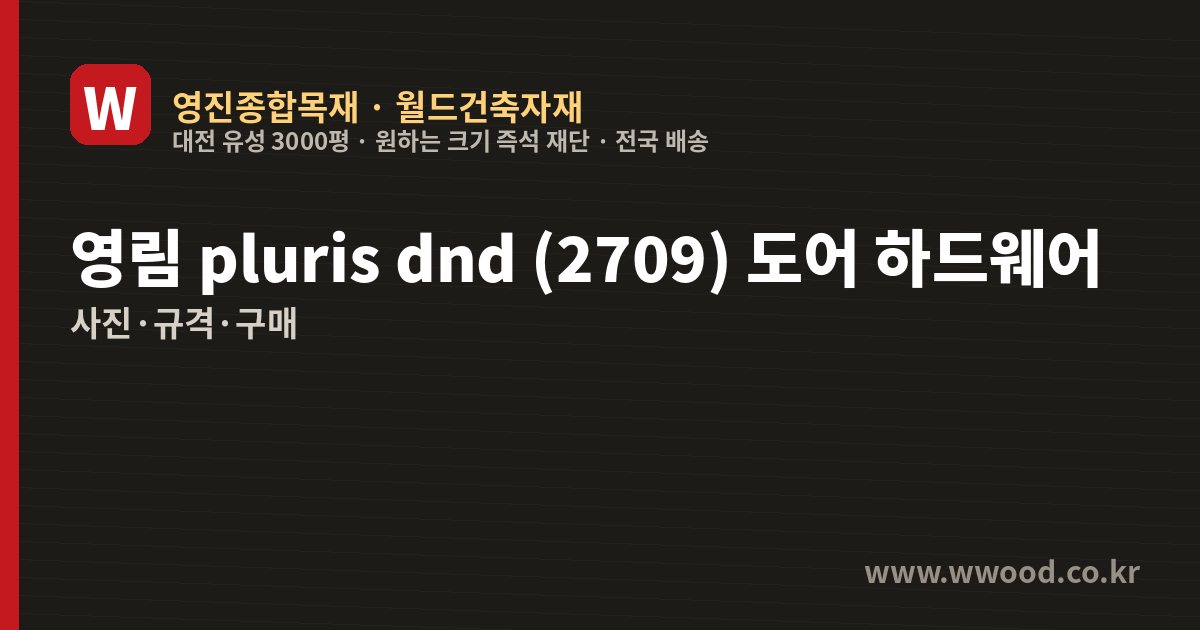 W
영진종합목재 · 월드건축자재
대전 유성 3000평 · 원하는 크기 즉석 재단 · 전국 배송
영림 pluris dnd (2709) 도어 하드웨어
사진·규격·구매
www.wwood.co.kr